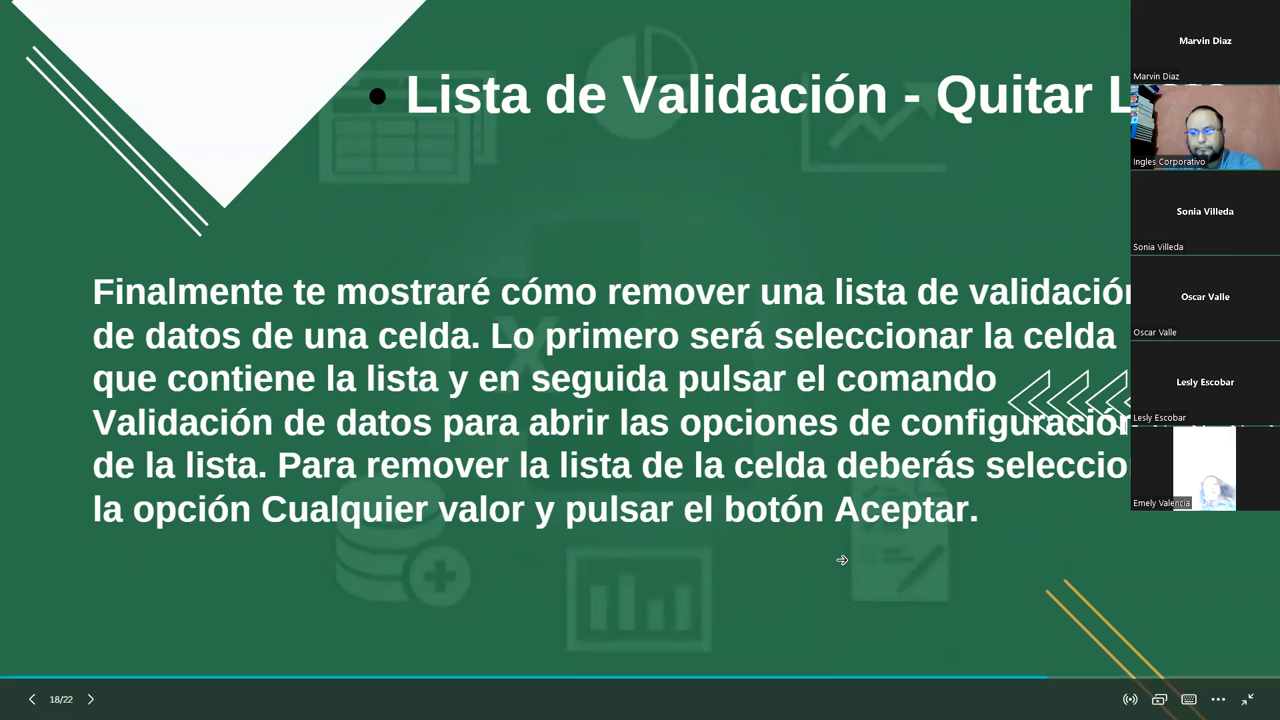 • Lista de Validación - Quitar
Finalmente te mostraré cómo remover una lista de validación
de datos de una celda. Lo primero será seleccionar la celda
que contiene la lista y en seguida pulsar el comando
Validación de datos para abrir las opciones de configuración
de la lista. Para remover la lista de la celda deberás seleccio
la opción Cualquier valor y pulsar el botón Aceptar.
18/22
Marvin Diaz
Marvin Diaz
Ingles Corporativo
Sonia Villeda
Sonia Villeda
Oscar Valle
Oscar Valle
Lesly Escobar
Lesly Escobar
Emely Valencia